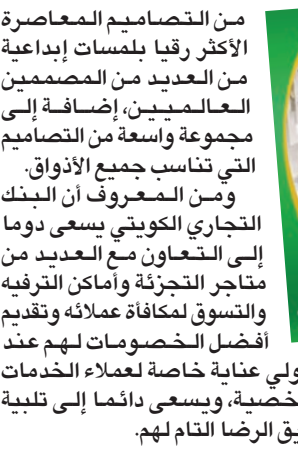 من التصاميم المعاصرة
الأكثر رقيا بلمسات إبداعية
من العديد من المصممين
العالميين، إضافة إلى
مجموعة واسعة من التصاميم
التي تناسب جميع الأذواق.
ومن المعروف أن البنك
التجاري الكويتي يسعى دوما
إلى التعاون مع العديد من
متاجر التجزئة وأماكن الترفيه
والتسوق لمكافأة عملائه وتقديم
أفضل الخصومات لهم عند
عناية خاصة لعملاء الخدمات
ويسعى دائما إلى تلبية
الرضا التام لهم.